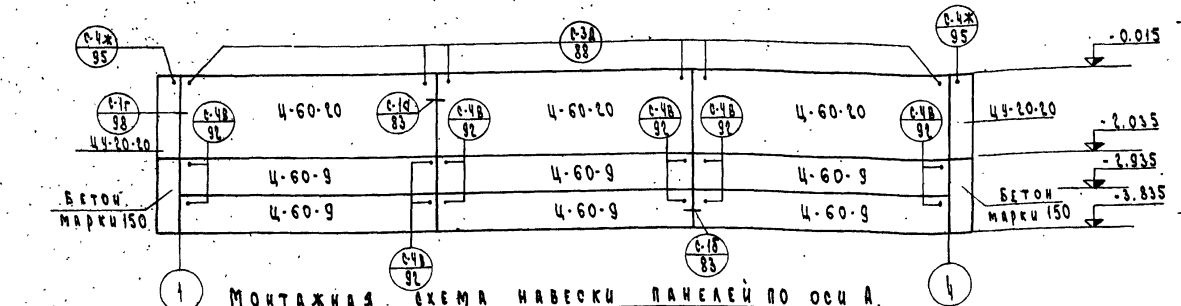 С-4Ж
95
С-3Д
88
С-4Ж
95
-0.015
С-1Г
98
С-4В
92
Ц-60-20
С-1а
83
С-4В
92
Ц-60-20
С-4В
92
С-4В
92
Ц-60-20
С-4В
92
ЦУ-20-20
ЦУ-20-20
-2.035
Ц-60-9
Ц-60-9
Ц-60-9
-2.935
БЕТОН
МАРКИ 150
Ц-60-9
Ц-60-9
Ц-60-9
БЕТОН
МАРКИ 150
-3.835
С-4В
92
С-1б
83
1
МОНТАЖНАЯ СХЕМА НАВЕСКИ ПАНЕЛЕЙ ПО ОСИ А.
4